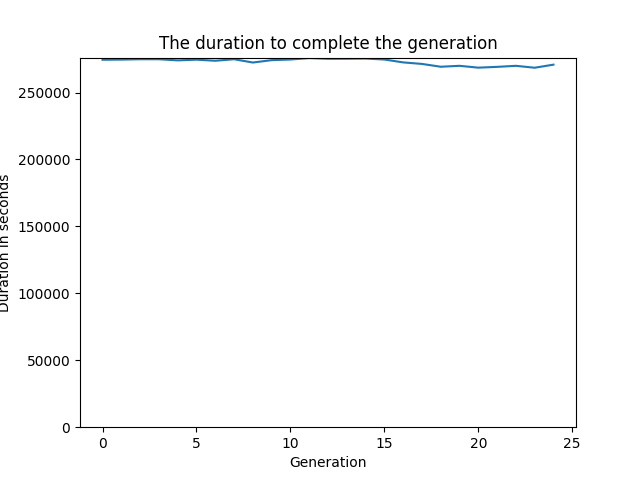 The duration to complete the generation
Duration in seconds
250000
200000
150000
100000
50000
0
0 5 10 15 20 25
Generation